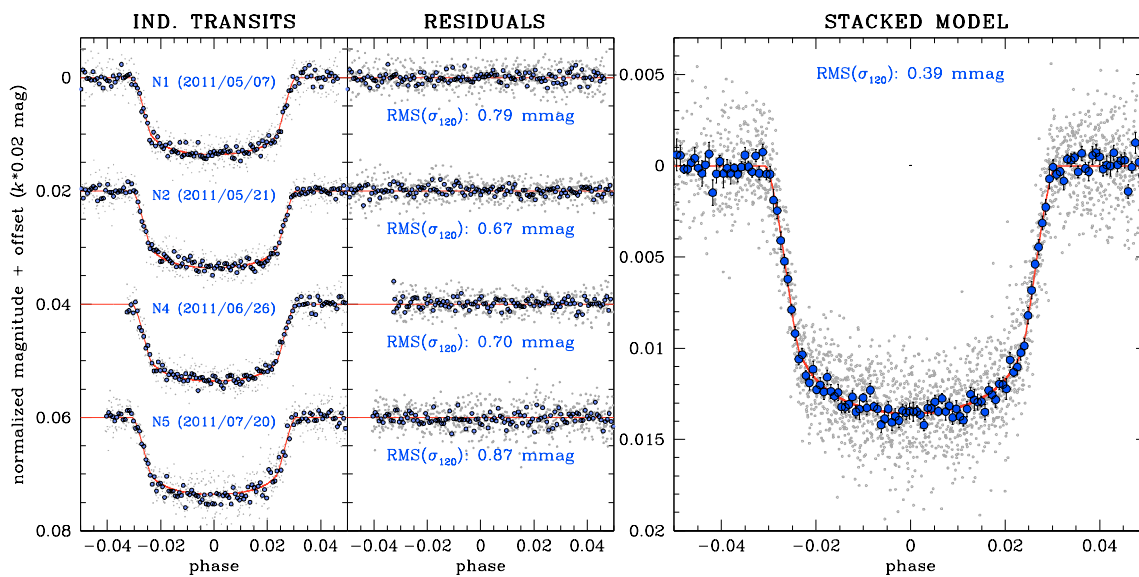 IND. TRANSITS
RESIDUALS
STACKED MODEL
normalized magnitude + offset (k*0.02 mag)
0
0.02
0.04
0.06
0.08
N1 (2011/05/07)
N2 (2011/05/21)
N4 (2011/06/26)
N5 (2011/07/20)
−0.04 −0.02 0 0.02 0.04
phase
RMS(σ120): 0.79 mmag
RMS(σ120): 0.67 mmag
RMS(σ120): 0.70 mmag
RMS(σ120): 0.87 mmag
−0.04 −0.02 0 0.02 0.04
phase
RMS(σ120): 0.39 mmag
0.005
0
0.005
0.01
0.015
0.02
−0.04 −0.02 0 0.02 0.04
phase